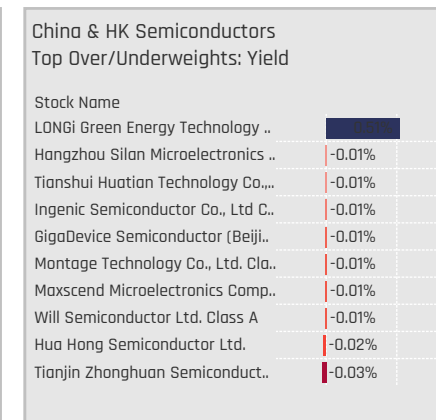 China & HK Semiconductors
Top Over/Underweights: Yield
Stock Name
LONGi Green Energy Technology ..
Hangzhou Silan Microelectronics .. -0.01%
Tianshui Huatian Technology Co.,.. -0.01%
Ingenic Semiconductor Co., Ltd C.. -0.01%
GigaDevice Semiconductor (Beiji.. -0.01%
Montage Technology Co., Ltd. Cla.. -0.01%
Maxscend Microelectronics Comp.. -0.01%
Will Semiconductor Ltd. Class A -0.01%
Hua Hong Semiconductor Ltd. -0.02%
Tianjin Zhonghuan Semiconduct.. -0.03%